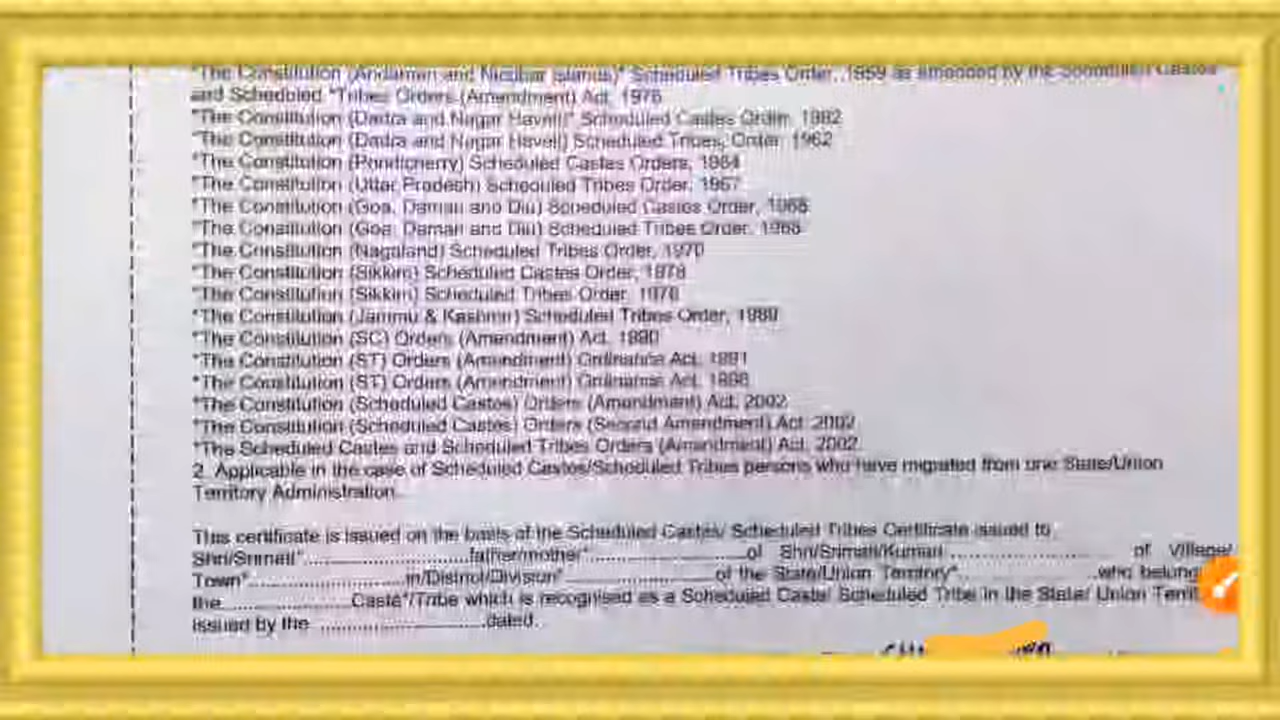 "The Constitution (Andaman and Nicobar Islands)* Scheduled Tribes Order, 1959 as amended by the Scheduled Castes
and Scheduled *Tribes Orders (Amendment) Act, 1976
*The Constitution (Dadra and Nagar Haveli)* Scheduled Castes Order, 1962
*The Constitution (Dadra and Nagar Haveli) Scheduled Tribes, Order 1962
*The Constitution (Pondicherry) Scheduled Castes Orders, 1964
*The Constitution (Uttar Pradesh) Scheduled Tribes Order, 1967
*The Constitution (Goa, Daman and Diu) Scheduled Castes Order, 1968
*The Constitution (Goa, Daman and Diu) Scheduled Tribes Order, 1968
*The Constitution (Nagaland) Scheduled Tribes Order, 1970
*The Constitution (Sikkim) Scheduled Castes Order, 1978
*The Constitution (Sikkim) Scheduled Tribes Order, 1978
*The Constitution (Jammu & Kashmir) Scheduled Tribes Order, 1989
*The Constitution (SC) Orders (Amendment) Act, 1990
*The Constitution (ST) Orders (Amendment) Ordinance Act, 1991
*The Constitution (ST) Orders (Amendment) Ordinance Act, 1996
*The Constitution (Scheduled Castes) Orders (Amendment) Act, 2002
*The Constitution (Scheduled Castes) Orders (Second Amendment) Act, 2002
*The Scheduled Castes and Scheduled Tribes Orders (Amendment) Act, 2002
2. Applicable in the case of Scheduled Castes/Scheduled Tribes persons who have migrated from one State/Union
Territory Administration.
This certificate is issued on the basis of the Scheduled Castes/ Scheduled Tribes Certificate issued to
Shri/Srimati*..............................father/mother*..............................of Shri/Srimati/Kumari .............................. of Village/
Town*..............................in/District/Division*..............................of the State/Union Territory*..............................who belong
the......................Caste*/Tribe which is recognised as a Scheduled Caste/ Scheduled Tribe in the State/ Union Territ
issued by the ..............................dated.